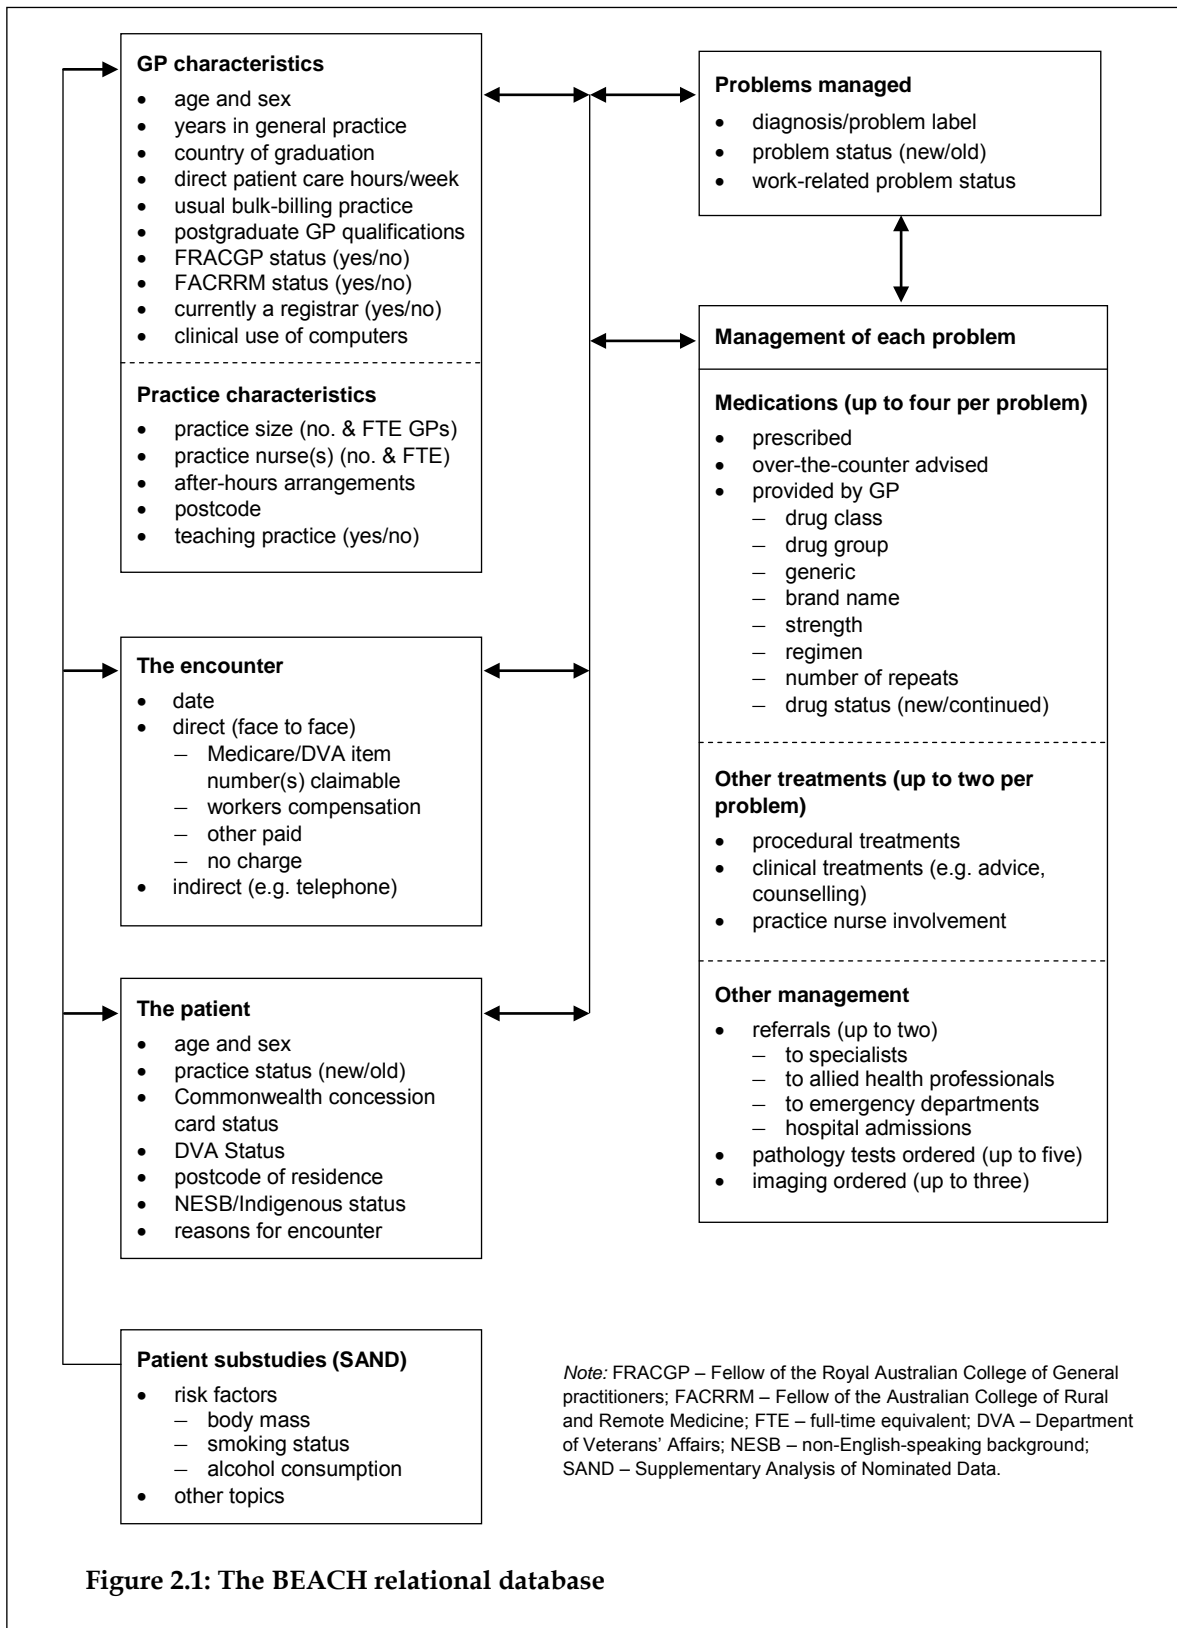 GP characteristics
• age and sex
• years in general practice
• country of graduation
• direct patient care hours/week
• usual bulk-billing practice
• postgraduate GP qualifications
• FRACGP status (yes/no)
• FACRRM status (yes/no)
• currently a registrar (yes/no)
• clinical use of computers
Practice characteristics
• practice size (no. & FTE GPs)
• practice nurse(s) (no. & FTE)
• after-hours arrangements
• postcode
• teaching practice (yes/no)
The encounter
• date
• direct (face to face)
– Medicare/DVA item
number(s) claimable
– workers compensation
– other paid
– no charge
• indirect (e.g. telephone)
The patient
• age and sex
• practice status (new/old)
• Commonwealth concession
card status
• DVA Status
• postcode of residence
• NESB/Indigenous status
• reasons for encounter
Patient substudies (SAND)
• risk factors
– body mass
– smoking status
– alcohol consumption
• other topics
Problems managed
• diagnosis/problem label
• problem status (new/old)
• work-related problem status
Management of each problem
Medications (up to four per problem)
• prescribed
• over-the-counter advised
• provided by GP
– drug class
– drug group
– generic
– brand name
– strength
– regimen
– number of repeats
– drug status (new/continued)
Other treatments (up to two per
problem)
• procedural treatments
• clinical treatments (e.g. advice,
counselling)
• practice nurse involvement
Other management
• referrals (up to two)
– to specialists
– to allied health professionals
– to emergency departments
– hospital admissions
• pathology tests ordered (up to five)
• imaging ordered (up to three)
Note: FRACGP – Fellow of the Royal Australian College of General
practitioners; FACRRM – Fellow of the Australian College of Rural
and Remote Medicine; FTE – full-time equivalent; DVA – Department
of Veterans' Affairs; NESB – non-English-speaking background;
SAND – Supplementary Analysis of Nominated Data.
Figure 2.1: The BEACH relational database